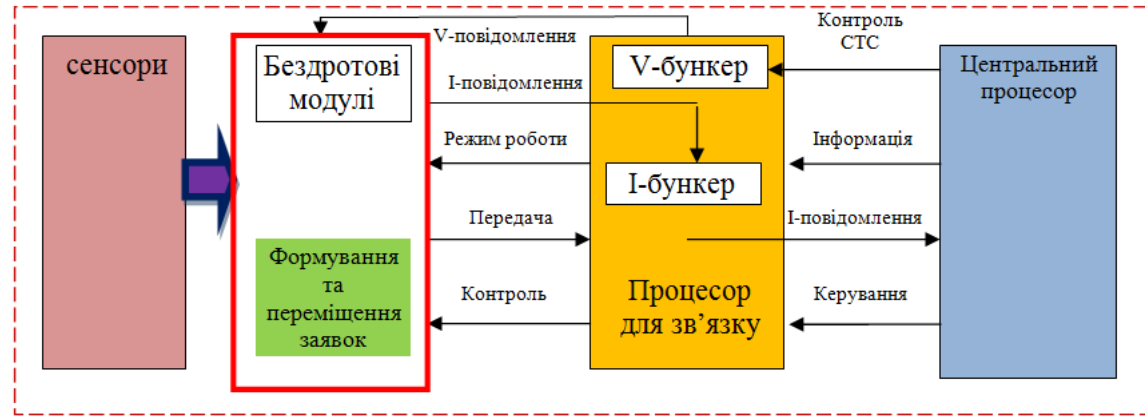 сенсори
Бездротові
модулі
Формування
та
переміщення
заявок
V-повідомлення
І-повідомлення
Режим роботи
Передача
Контроль
V-бункер
І-бункер
Процесор
для зв’язку
Контроль
СТС
Інформація
І-повідомлення
Керування
Центральний
процесор